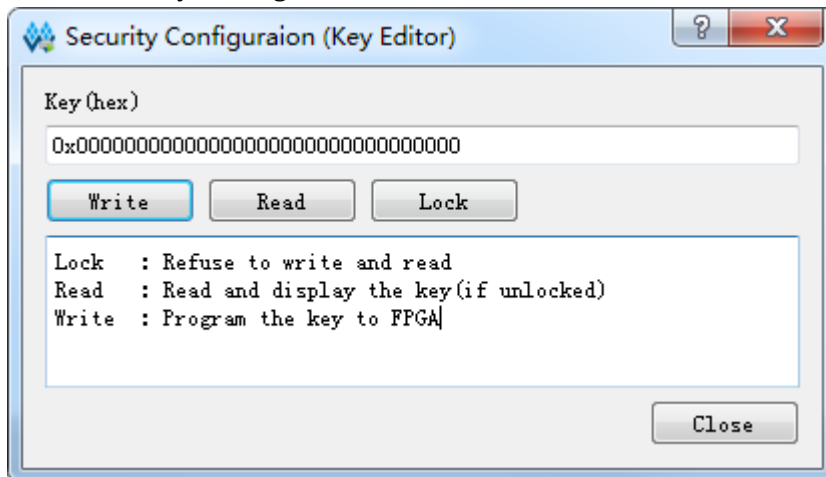 Security Configuraion (Key Editor)
Key(hex)
0x00000000000000000000000000000000
Write Read Lock
Lock : Refuse to write and read
Read : Read and display the key(if unlocked)
Write : Program the key to FPGA
Close